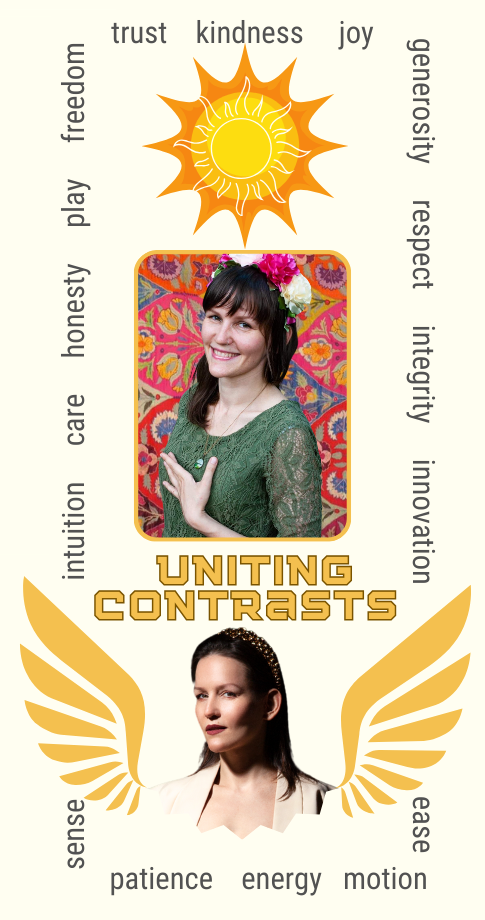 trust kindness joy
freedom
play
honesty
care
intuition
generosity
respect
integrity
innovation
UNITING
CONTRaSTS
sense
ease
patience energy motion